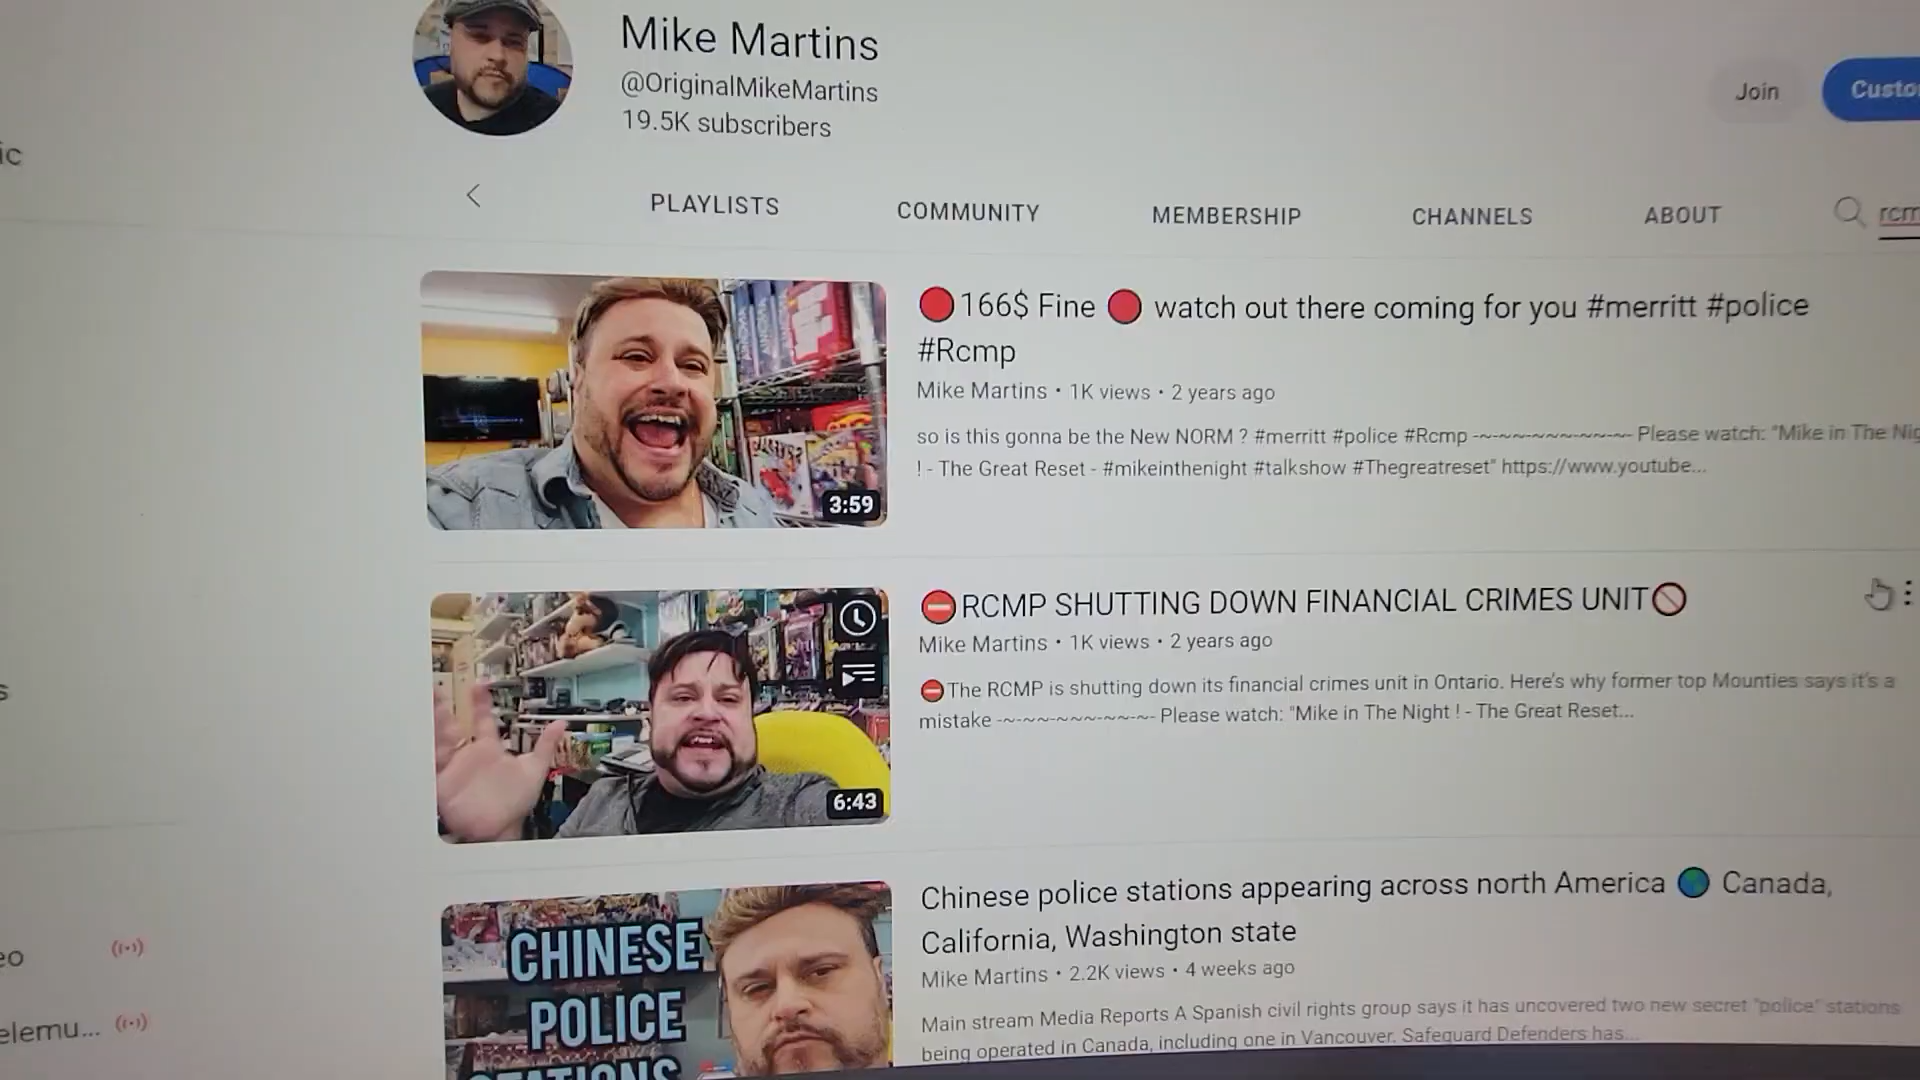 Mike Martins
@OriginalMikeMartins
19.5K subscribers
Join
Custo
ic
PLAYLISTS
COMMUNITY
MEMBERSHIP
CHANNELS
ABOUT
rcm
🔴166$ Fine 🔴 watch out there coming for you #merritt #police
#Rcmp
Mike Martins • 1K views • 2 years ago
so is this gonna be the New NORM ? #merritt #police #Rcmp -~-~~-~~~-~~-~- Please watch: "Mike in The Nig
! - The Great Reset - #mikeinthenight #talkshow #Thegreatreset" https://www.youtube...
3:59
⛔RCMP SHUTTING DOWN FINANCIAL CRIMES UNIT🚫
Mike Martins • 1K views • 2 years ago
⛔The RCMP is shutting down its financial crimes unit in Ontario. Here's why former top Mounties says it's a
mistake -~-~~-~~~-~~-~- Please watch: "Mike in The Night ! - The Great Reset...
6:43
s
Chinese police stations appearing across north America 🌎 Canada,
California, Washington state
Mike Martins • 2.2K views • 4 weeks ago
Main stream Media Reports A Spanish civil rights group says it has uncovered two new secret "police" stations
being operated in Canada, including one in Vancouver. Safeguard Defenders has...
CHINESE
POLICE
STATIONS
eo
elemu...